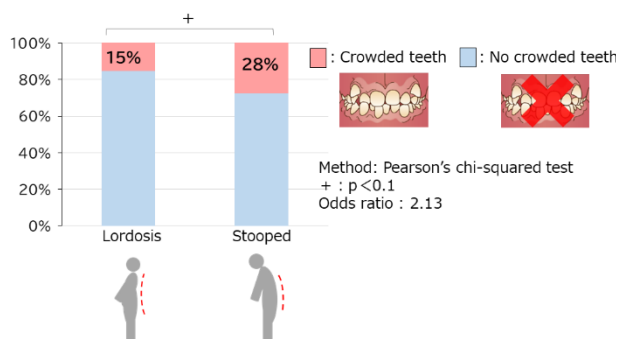 +
100%
80%
60%
40%
20%
0%
15%
28%
Lordosis
Stooped
: Crowded teeth
: No crowded teeth
Method: Pearson's chi-squared test
+ : p<0.1
Odds ratio : 2.13